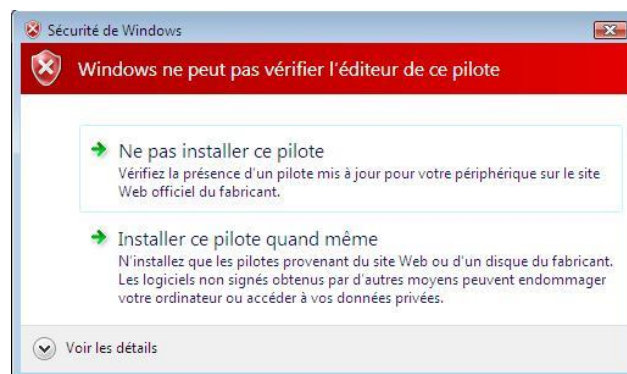 Sécurité de Windows
Windows ne peut pas vérifier l'éditeur de ce pilote
Ne pas installer ce pilote
Vérifiez la présence d'un pilote mis à jour pour votre périphérique sur le site
Web officiel du fabricant.
Installer ce pilote quand même
N'installez que les pilotes provenant du site Web ou d'un disque du fabricant.
Les logiciels non signés obtenus par d'autres moyens peuvent endommager
votre ordinateur ou accéder à vos données privées.
Voir les détails